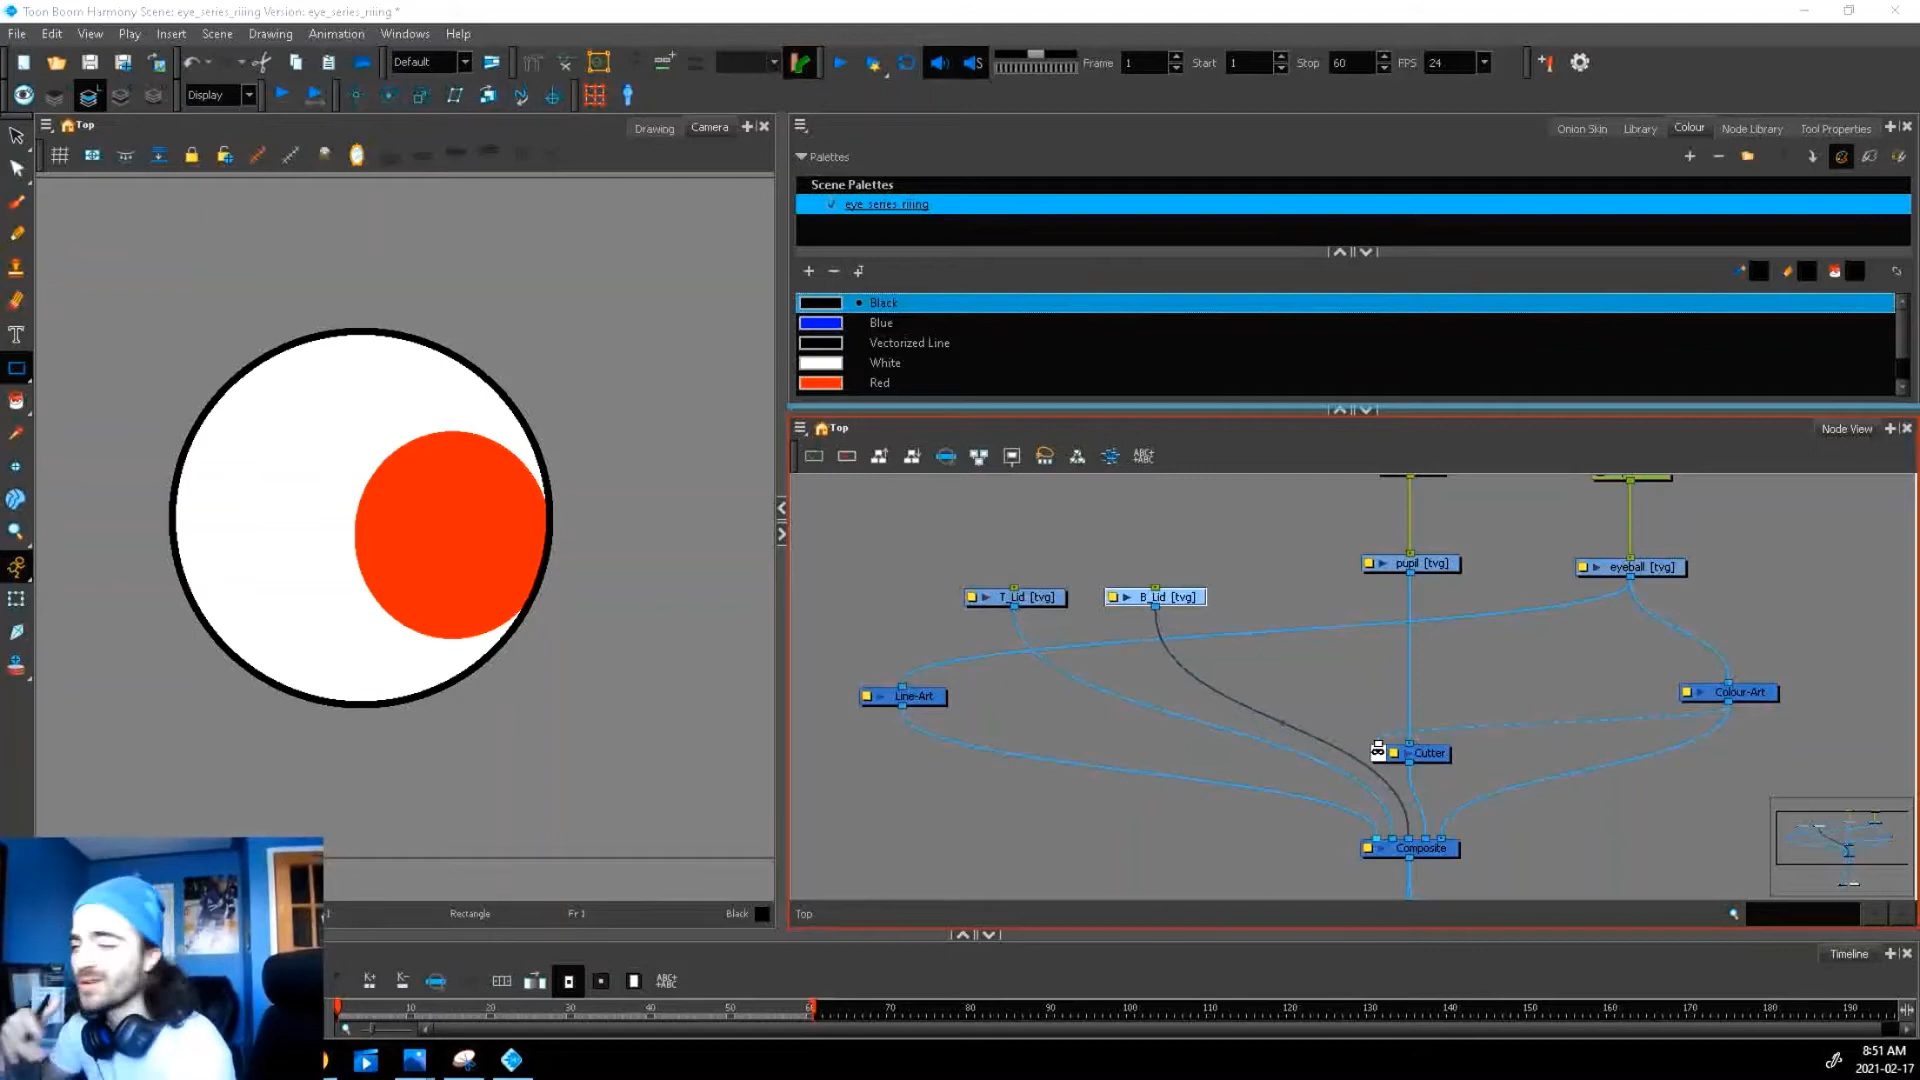 Toon Boom Harmony Scene: eye_series_riiing Version: eye_series_riiing *
File Edit View Play Insert Scene Drawing Animation Windows Help
Default Frame 1 Start 1 Stop 60 FPS 24
Display
Top Drawing Camera
Onion Skin Library Colour Node Library Tool Properties
Palettes
Scene Palettes
eye_series_riiing
Black
Blue
Vectorized Line
White
Red
Top Node View
ABC+
+ABC
pupil [tvg]
eyeball [tvg]
T_Lid [tvg]
B_Lid [tvg]
Line-Art
Colour-Art
Cutter
Composite
Rectangle Fr 1 Black
Top
Timeline
K+ K- ABC+
+ABC
10 20 30 40 50 60 70 80 90 100 110 120 130 140 150 160 170 180 190
8:51 AM
2021-02-17